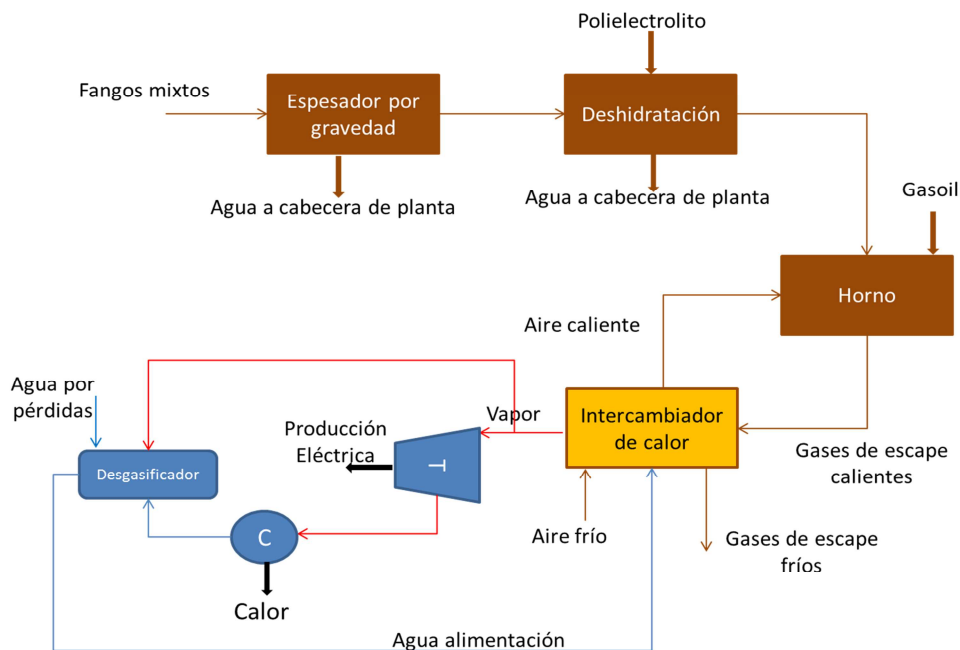 Polielectrolito
Fangos mixtos
Espesador por
gravedad
Deshidratación
Agua a cabecera de planta
Agua a cabecera de planta
Gasoil
Horno
Aire caliente
Agua por
pérdidas
Vapor
Intercambiador
de calor
Producción
Eléctrica
T
Desgasificador
Gases de escape
calientes
C
Aire frío
Gases de escape
fríos
Calor
Agua alimentación